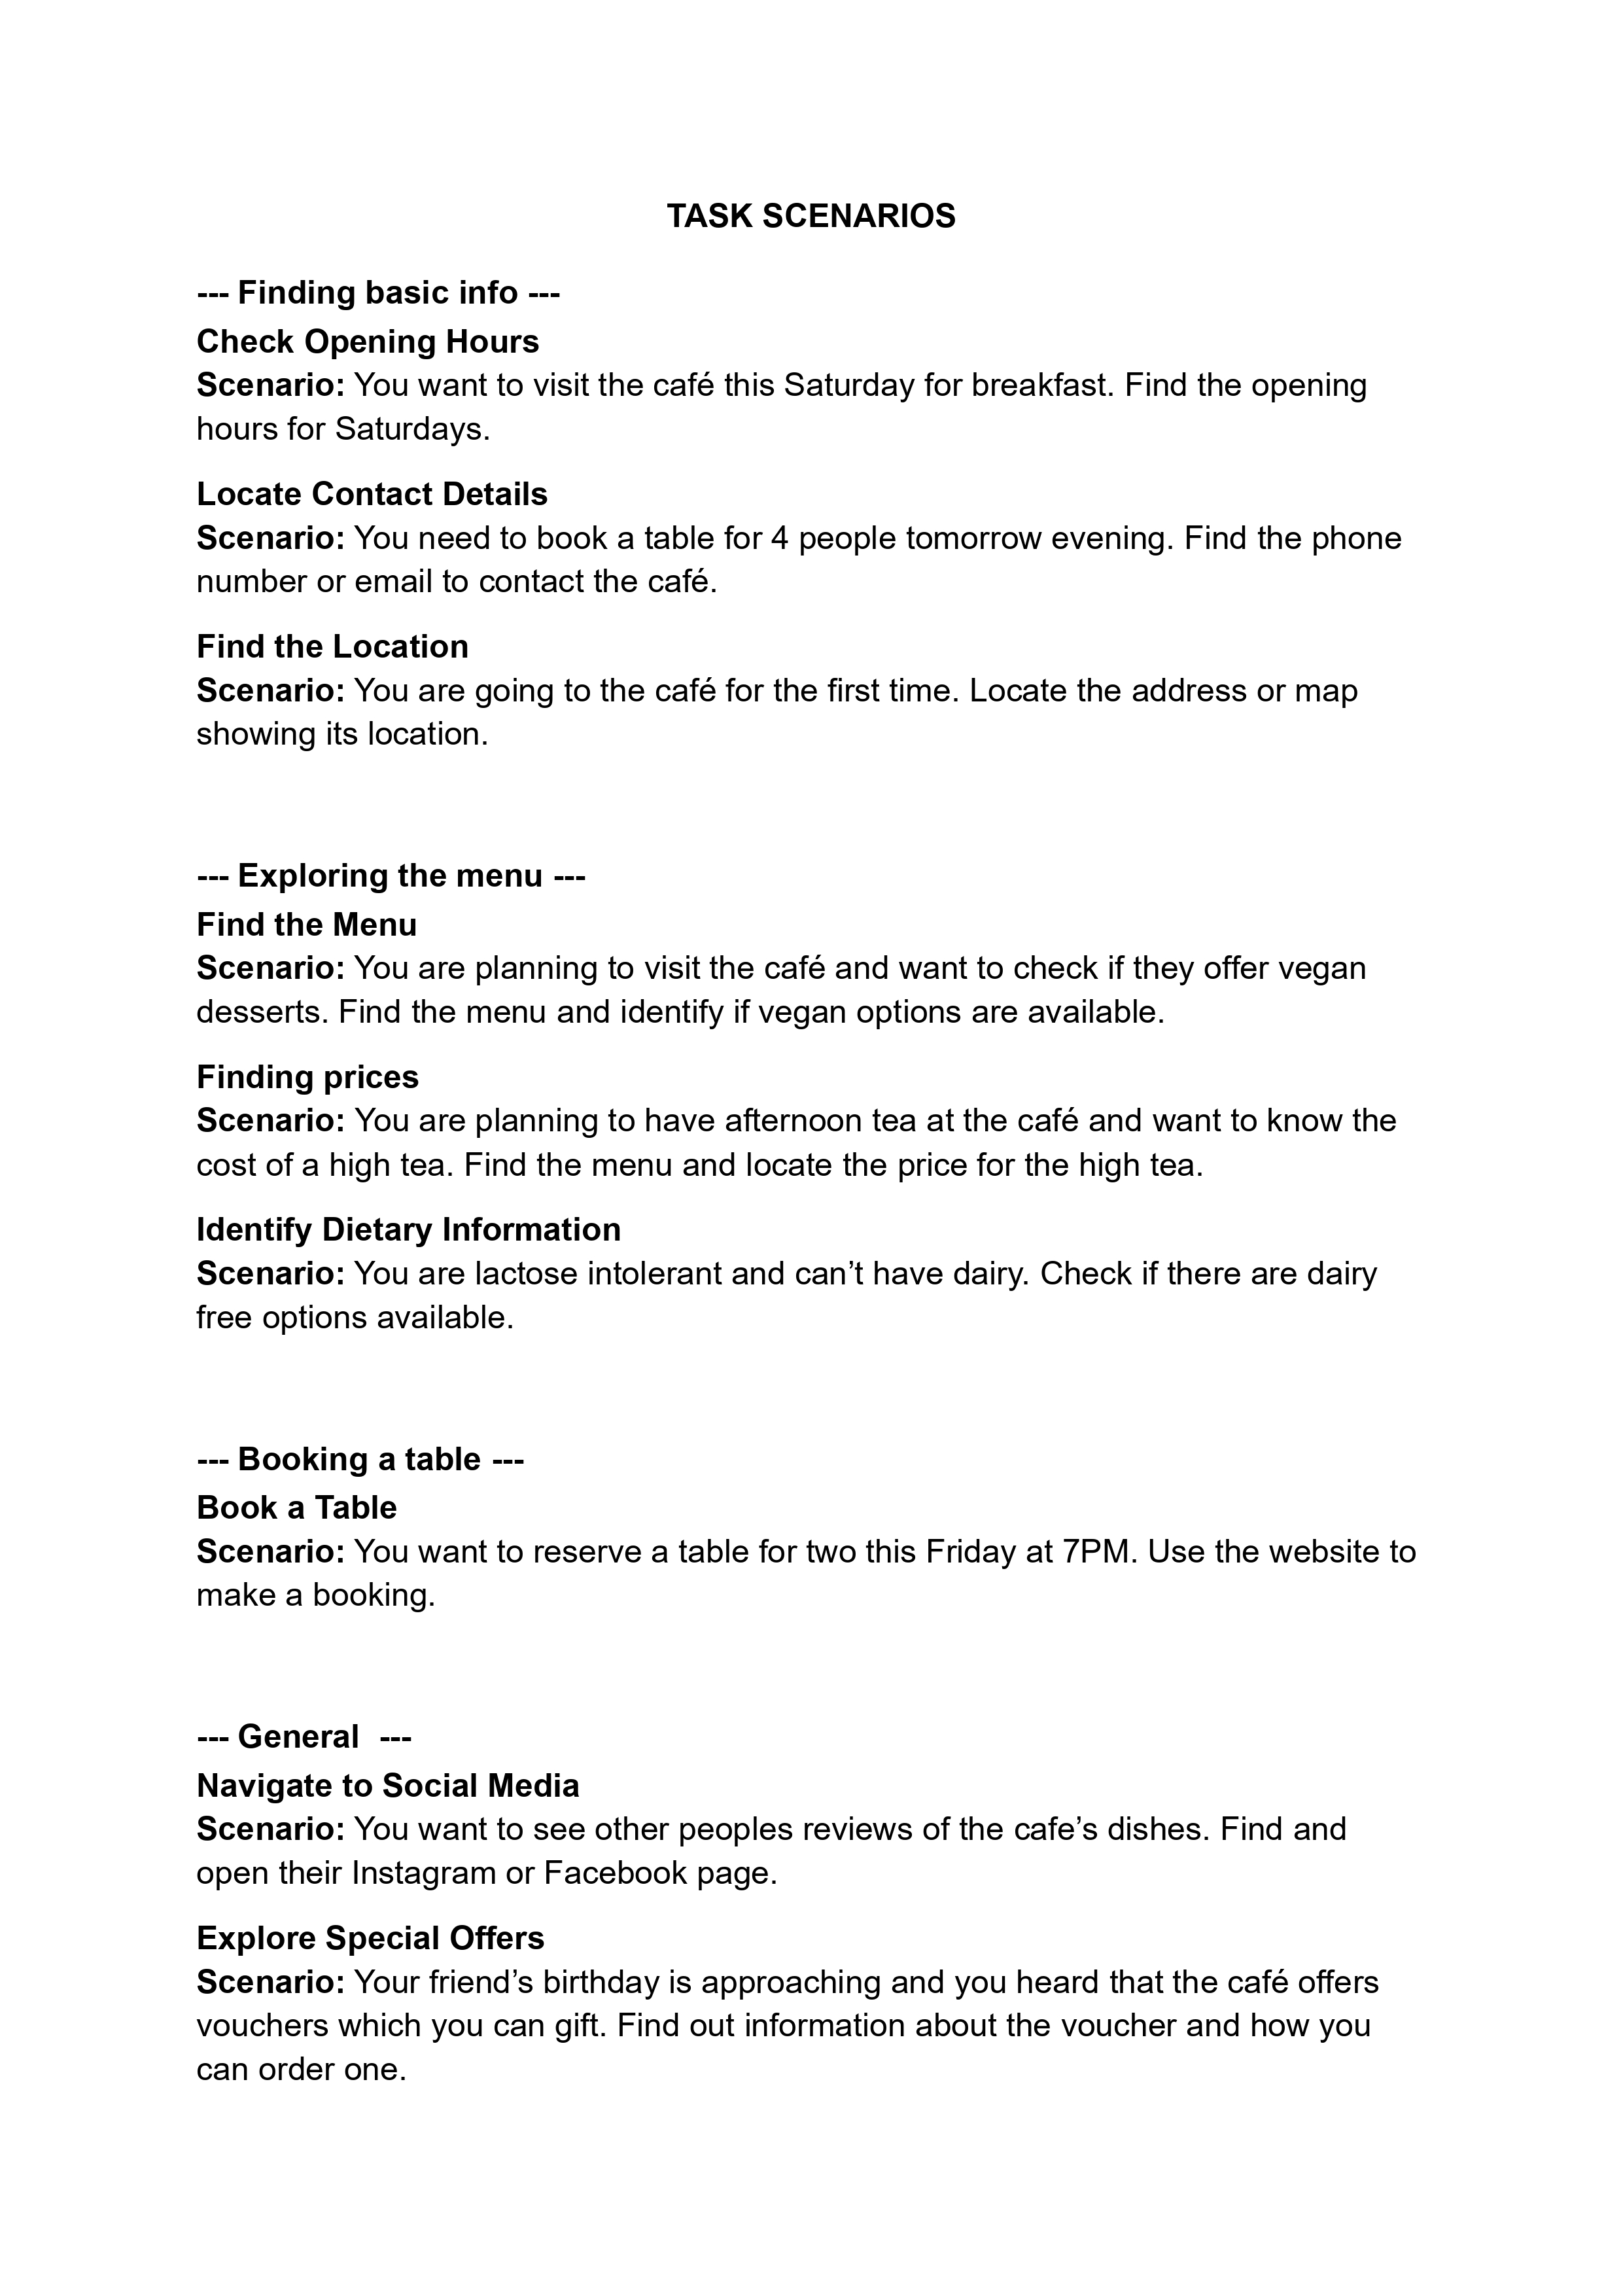 TASK SCENARIOS
--- Finding basic info ---
Check Opening Hours
Scenario: You want to visit the café this Saturday for breakfast. Find the opening
hours for Saturdays.
Locate Contact Details
Scenario: You need to book a table for 4 people tomorrow evening. Find the phone
number or email to contact the café.
Find the Location
Scenario: You are going to the café for the first time. Locate the address or map
showing its location.
--- Exploring the menu ---
Find the Menu
Scenario: You are planning to visit the café and want to check if they offer vegan
desserts. Find the menu and identify if vegan options are available.
Finding prices
Scenario: You are planning to have afternoon tea at the café and want to know the
cost of a high tea. Find the menu and locate the price for the high tea.
Identify Dietary Information
Scenario: You are lactose intolerant and can’t have dairy. Check if there are dairy
free options available.
--- Booking a table ---
Book a Table
Scenario: You want to reserve a table for two this Friday at 7PM. Use the website to
make a booking.
--- General  ---
Navigate to Social Media
Scenario: You want to see other peoples reviews of the cafe’s dishes. Find and
open their Instagram or Facebook page.
Explore Special Offers
Scenario: Your friend’s birthday is approaching and you heard that the café offers
vouchers which you can gift. Find out information about the voucher and how you
can order one.